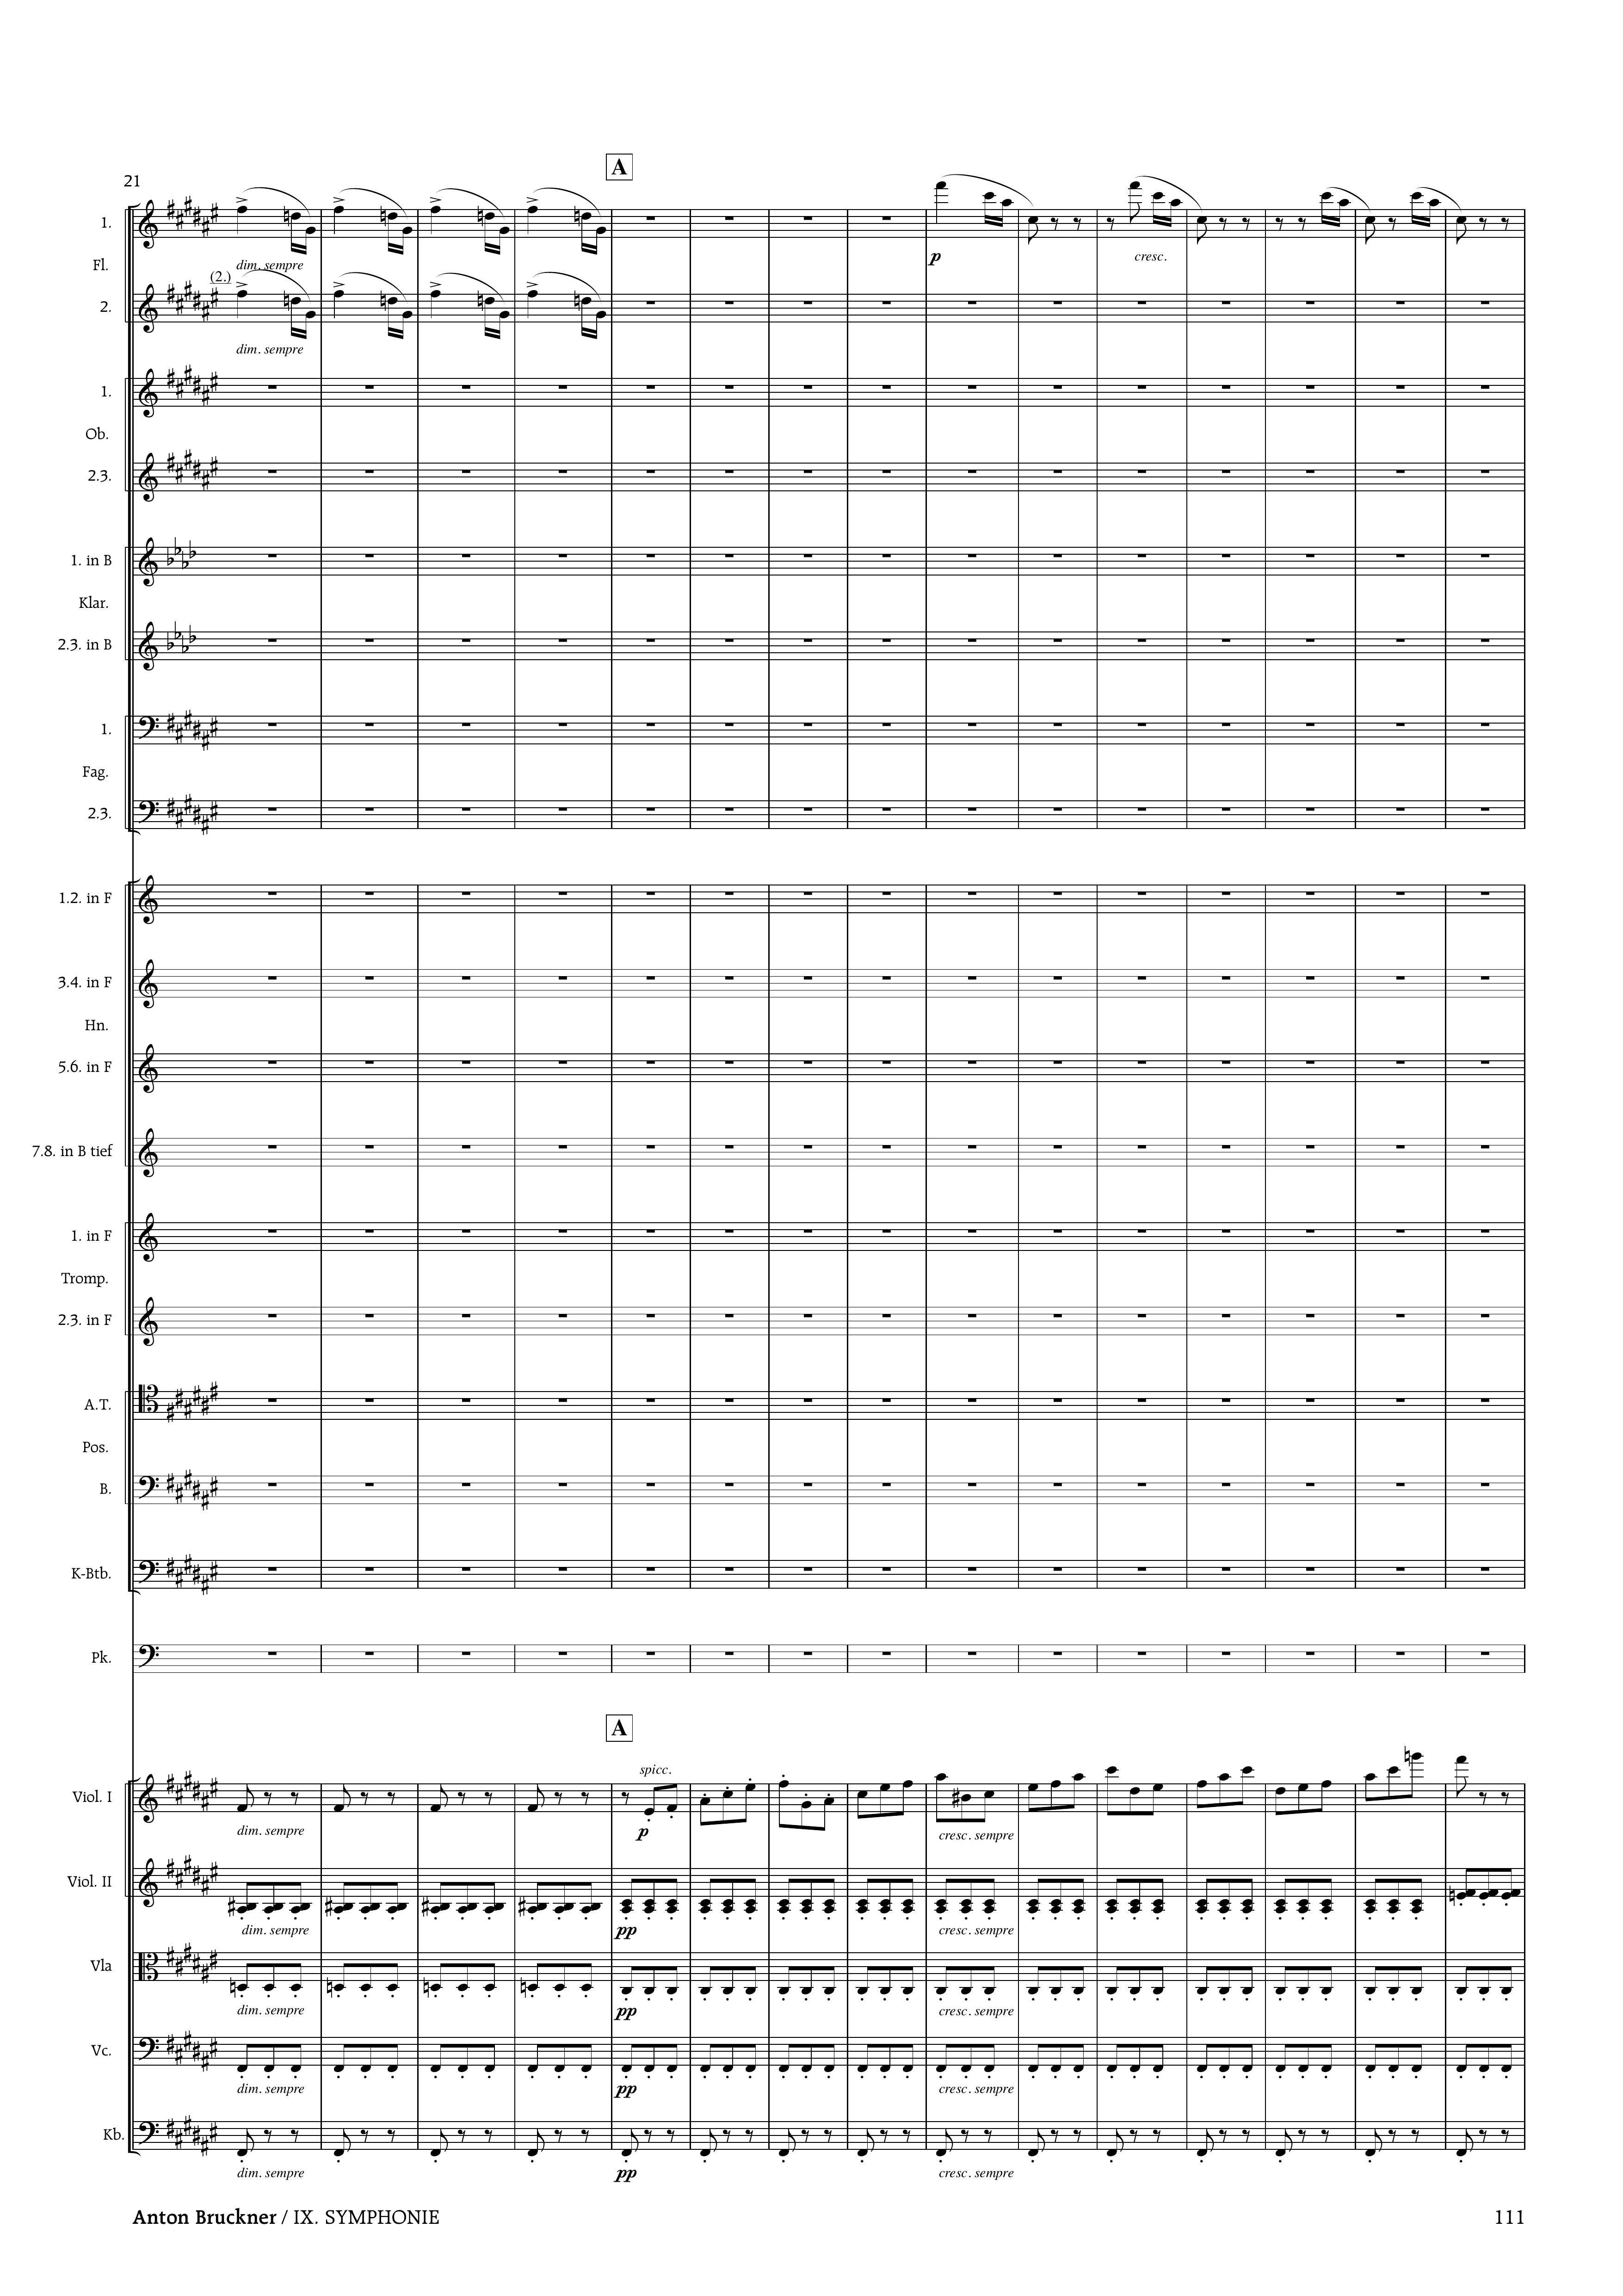 A
21
1.
Fl.
dim. sempre
(2.)
2.
dim. sempre
p
cresc.
1.
Ob.
2.3.
1. in B
Klar.
2.3. in B
1.
Fag.
2.3.
1.2. in F
3.4. in F
Hn.
5.6. in F
7.8. in B tief
1. in F
Tromp.
2.3. in F
A.T.
Pos.
B.
K-Btb.
Pk.
A
spicc.
Viol. I
dim. sempre
p
cresc. sempre
Viol. II
dim. sempre
pp
cresc. sempre
Vla
dim. sempre
pp
cresc. sempre
Vc.
dim. sempre
pp
cresc. sempre
Kb.
dim. sempre
pp
cresc. sempre
Anton Bruckner / IX. SYMPHONIE
111